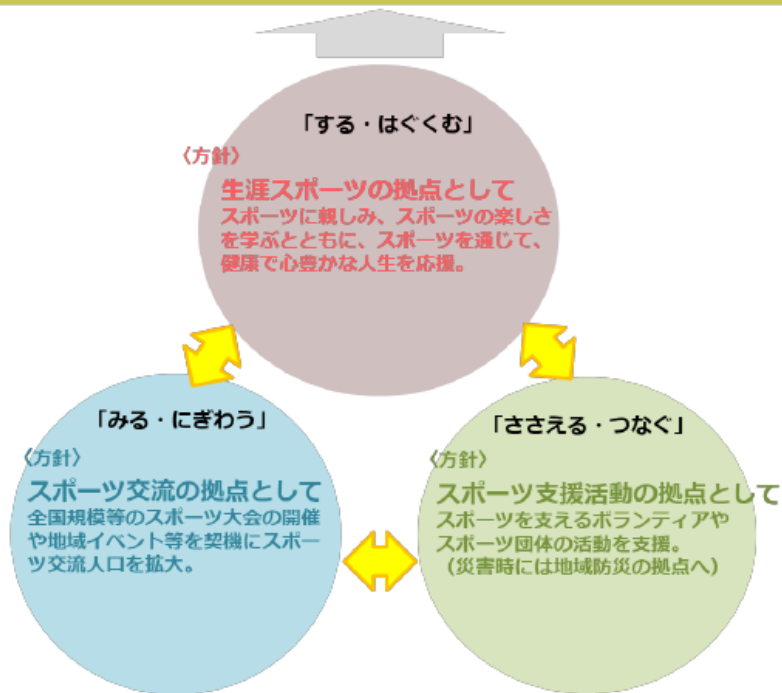 「する・はぐくむ」
〈方針〉
生涯スポーツの拠点として
スポーツに親しみ、スポーツの楽しさ
を学ぶとともに、スポーツを通じて、
健康で心豊かな人生を応援。
「みる・にぎわう」
〈方針〉
スポーツ交流の拠点として
全国規模等のスポーツ大会の開催
や地域イベント等を契機にスポー
ツ交流人口を拡大。
「ささえる・つなぐ」
〈方針〉
スポーツ支援活動の拠点として
スポーツを支えるボランティアや
スポーツ団体の活動を支援。
(災害時には地域防災の拠点へ)